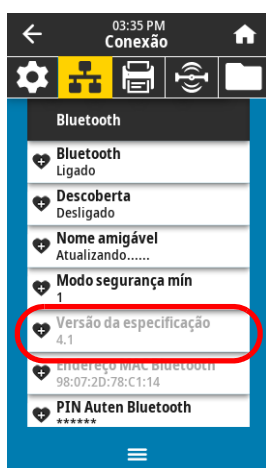 03:35 PM
Conexão
Bluetooth
Bluetooth
Ligado
Descoberta
Desligado
Nome amigável
Atualizando......
Modo segurança mín
1
Versão da especificação
4.1
Endereço MAC Bluetooth
98:07:2D:78:C1:14
PIN Auten Bluetooth
******